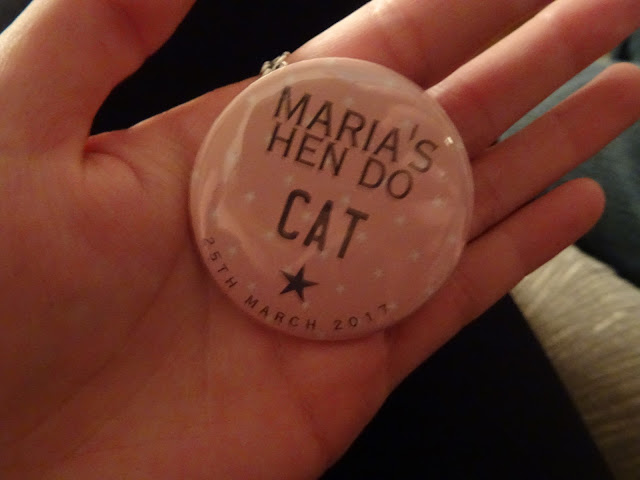 MARIA'S
HEN DO
CAT
25TH MARCH 2017